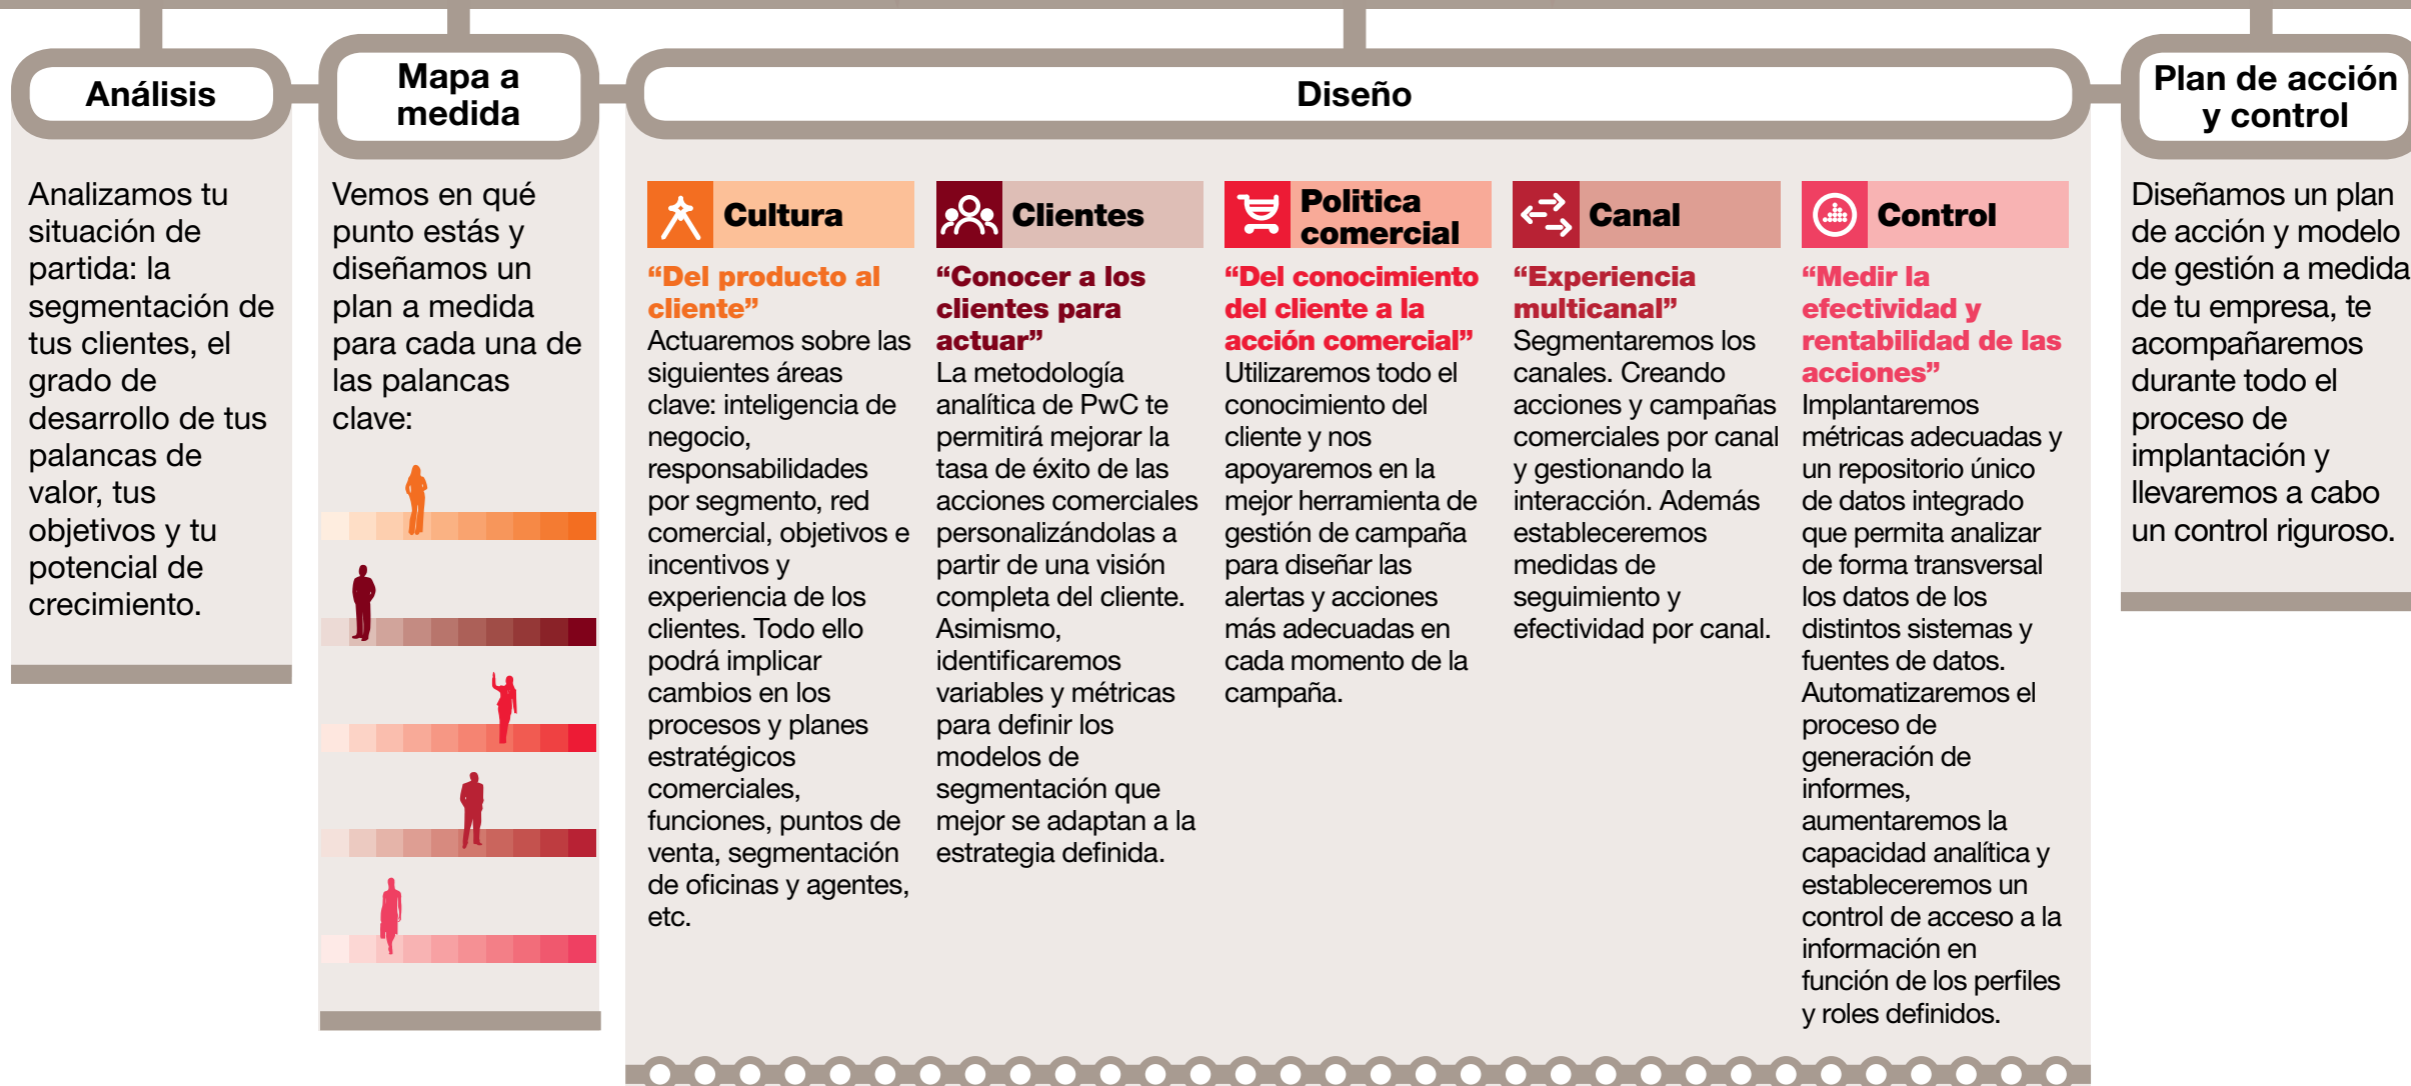 Análisis
Analizamos tu
situación de
partida: la
segmentación de
tus clientes, el
grado de
desarrollo de tus
palancas de
valor, tus
objetivos y tu
potencial de
crecimiento.
Mapa a
medida
Vemos en qué
punto estás y
diseñamos un
plan a medida
para cada una de
las palancas
clave:
Diseño
Cultura
“Del producto al
cliente”
Actuaremos sobre las
siguientes áreas
clave: inteligencia de
negocio,
responsabilidades
por segmento, red
comercial, objetivos e
incentivos y
experiencia de los
clientes. Todo ello
podrá implicar
cambios en los
procesos y planes
estratégicos
comerciales,
funciones, puntos de
venta, segmentación
de oficinas y agentes,
etc.
Clientes
“Conocer a los
clientes para
actuar”
La metodología
analítica de PwC te
permitirá mejorar la
tasa de éxito de las
acciones comerciales
personalizándolas a
partir de una visión
completa del cliente.
Asimismo,
identificaremos
variables y métricas
para definir los
modelos de
segmentación que
mejor se adaptan a la
estrategia definida.
Politica
comercial
“Del conocimiento
del cliente a la
acción comercial”
Utilizaremos todo el
conocimiento del
cliente y nos
apoyaremos en la
mejor herramienta de
gestión de campaña
para diseñar las
alertas y acciones
más adecuadas en
cada momento de la
campaña.
Canal
“Experiencia
multicanal”
Segmentaremos los
canales. Creando
acciones y campañas
comerciales por canal
y gestionando la
interacción. Además
estableceremos
medidas de
seguimiento y
efectividad por canal.
Control
“Medir la
efectividad y
rentabilidad de las
acciones”
Implantaremos
métricas adecuadas y
un repositorio único
de datos integrado
que permita analizar
de forma transversal
los datos de los
distintos sistemas y
fuentes de datos.
Automatizaremos el
proceso de
generación de
informes,
aumentaremos la
capacidad analítica y
estableceremos un
control de acceso a la
información en
función de los perfiles
y roles definidos.
Plan de acción
y control
Diseñamos un plan
de acción y modelo
de gestión a medida
de tu empresa, te
acompañaremos
durante todo el
proceso de
implantación y
llevaremos a cabo
un control riguroso.